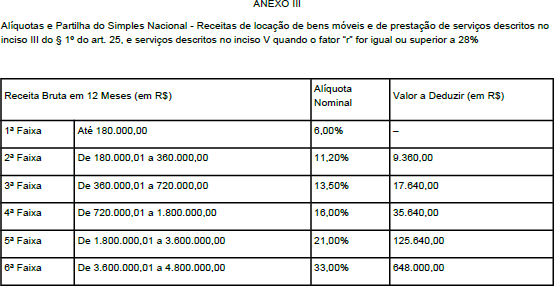 ANEXO III
Alíquotas e Partilha do Simples Nacional - Receitas de locação de bens móveis e de prestação de serviços descritos no
inciso III do § 1º do art. 25, e serviços descritos no inciso V quando o fator “r” for igual ou superior a 28%
Receita Bruta em 12 Meses (em R$) Alíquota Nominal Valor a Deduzir (em R$)
1ª Faixa Até 180.000,00 6,00% –
2ª Faixa De 180.000,01 a 360.000,00 11,20% 9.360,00
3ª Faixa De 360.000,01 a 720.000,00 13,50% 17.640,00
4ª Faixa De 720.000,01 a 1.800.000,00 16,00% 35.640,00
5ª Faixa De 1.800.000,01 a 3.600.000,00 21,00% 125.640,00
6ª Faixa De 3.600.000,01 a 4.800.000,00 33,00% 648.000,00